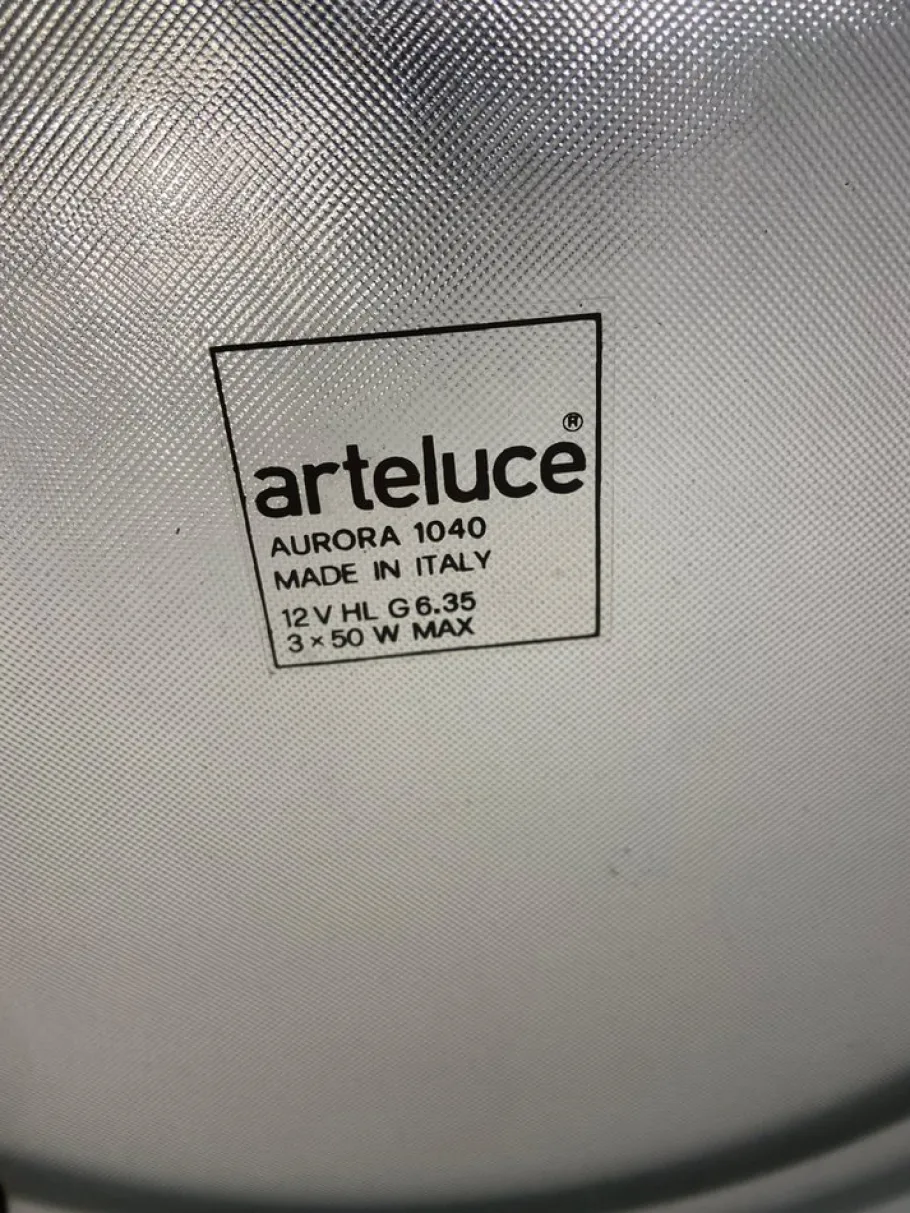 arteluce®
AURORA 1040
MADE IN ITALY
12 V HL G 6.35
3 × 50 W MAX